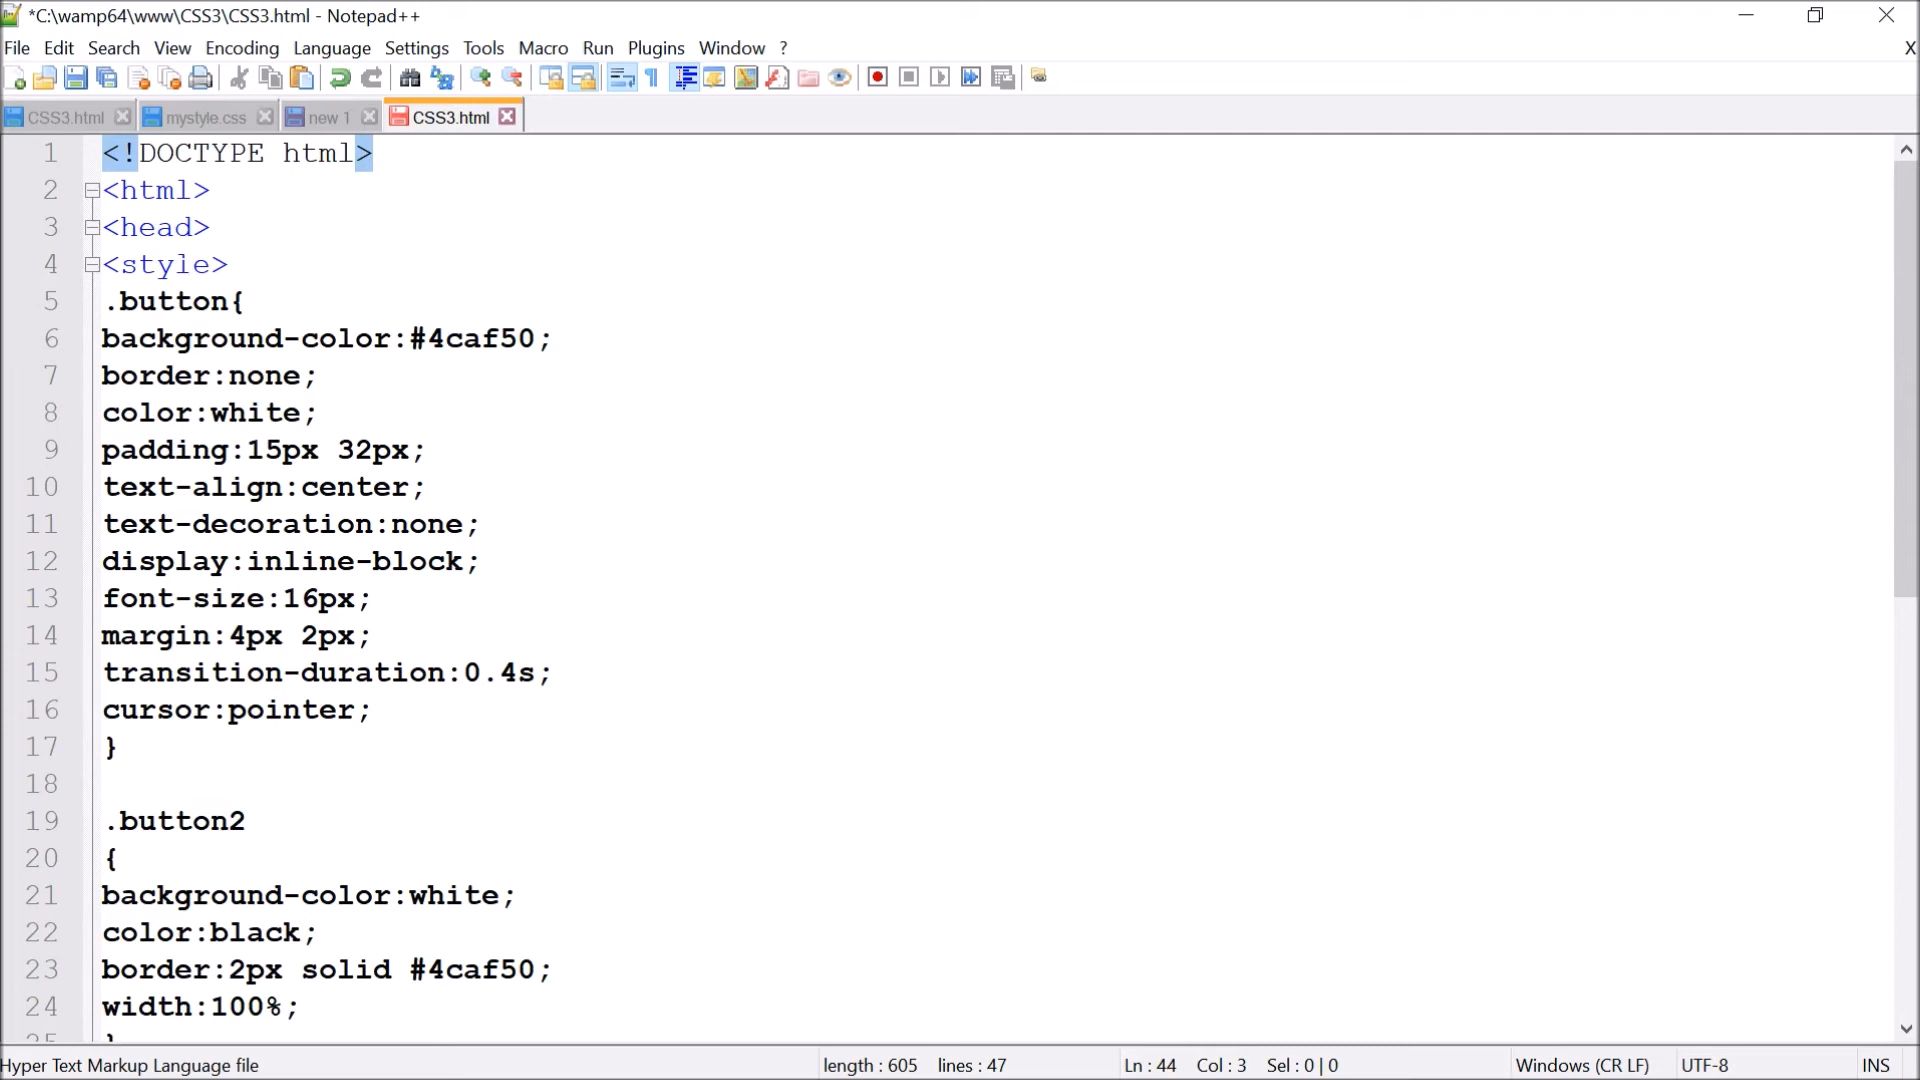 *C:\wamp64\www\CSS3\CSS3.html - Notepad++
File Edit Search View Encoding Language Settings Tools Macro Run Plugins Window ? X
CSS3.html mystyle.css new 1 CSS3.html
1 <!DOCTYPE html>
2 <html>
3 <head>
4 <style>
5 .button{
6 background-color:#4caf50;
7 border:none;
8 color:white;
9 padding:15px 32px;
10 text-align:center;
11 text-decoration:none;
12 display:inline-block;
13 font-size:16px;
14 margin:4px 2px;
15 transition-duration:0.4s;
16 cursor:pointer;
17 }
18
19 .button2
20 {
21 background-color:white;
22 color:black;
23 border:2px solid #4caf50;
24 width:100%;
25 }
Hyper Text Markup Language file length : 605 lines : 47 Ln : 44 Col : 3 Sel : 0 | 0 Windows (CR LF) UTF-8 INS